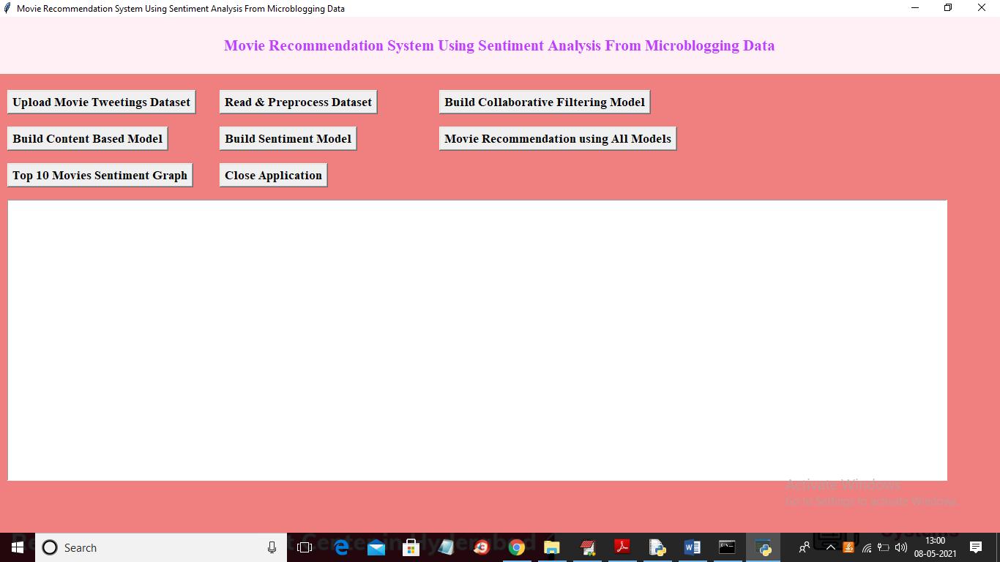 Movie Recommendation System Using Sentiment Analysis From Microblogging Data
Movie Recommendation System Using Sentiment Analysis From Microblogging Data
Upload Movie Tweetings Dataset Read & Preprocess Dataset Build Collaborative Filtering Model
Build Content Based Model Build Sentiment Model Movie Recommendation using All Models
Top 10 Movies Sentiment Graph Close Application
Activate Windows
Go to Settings to activate Windows.
Search
13:00
08-05-2021